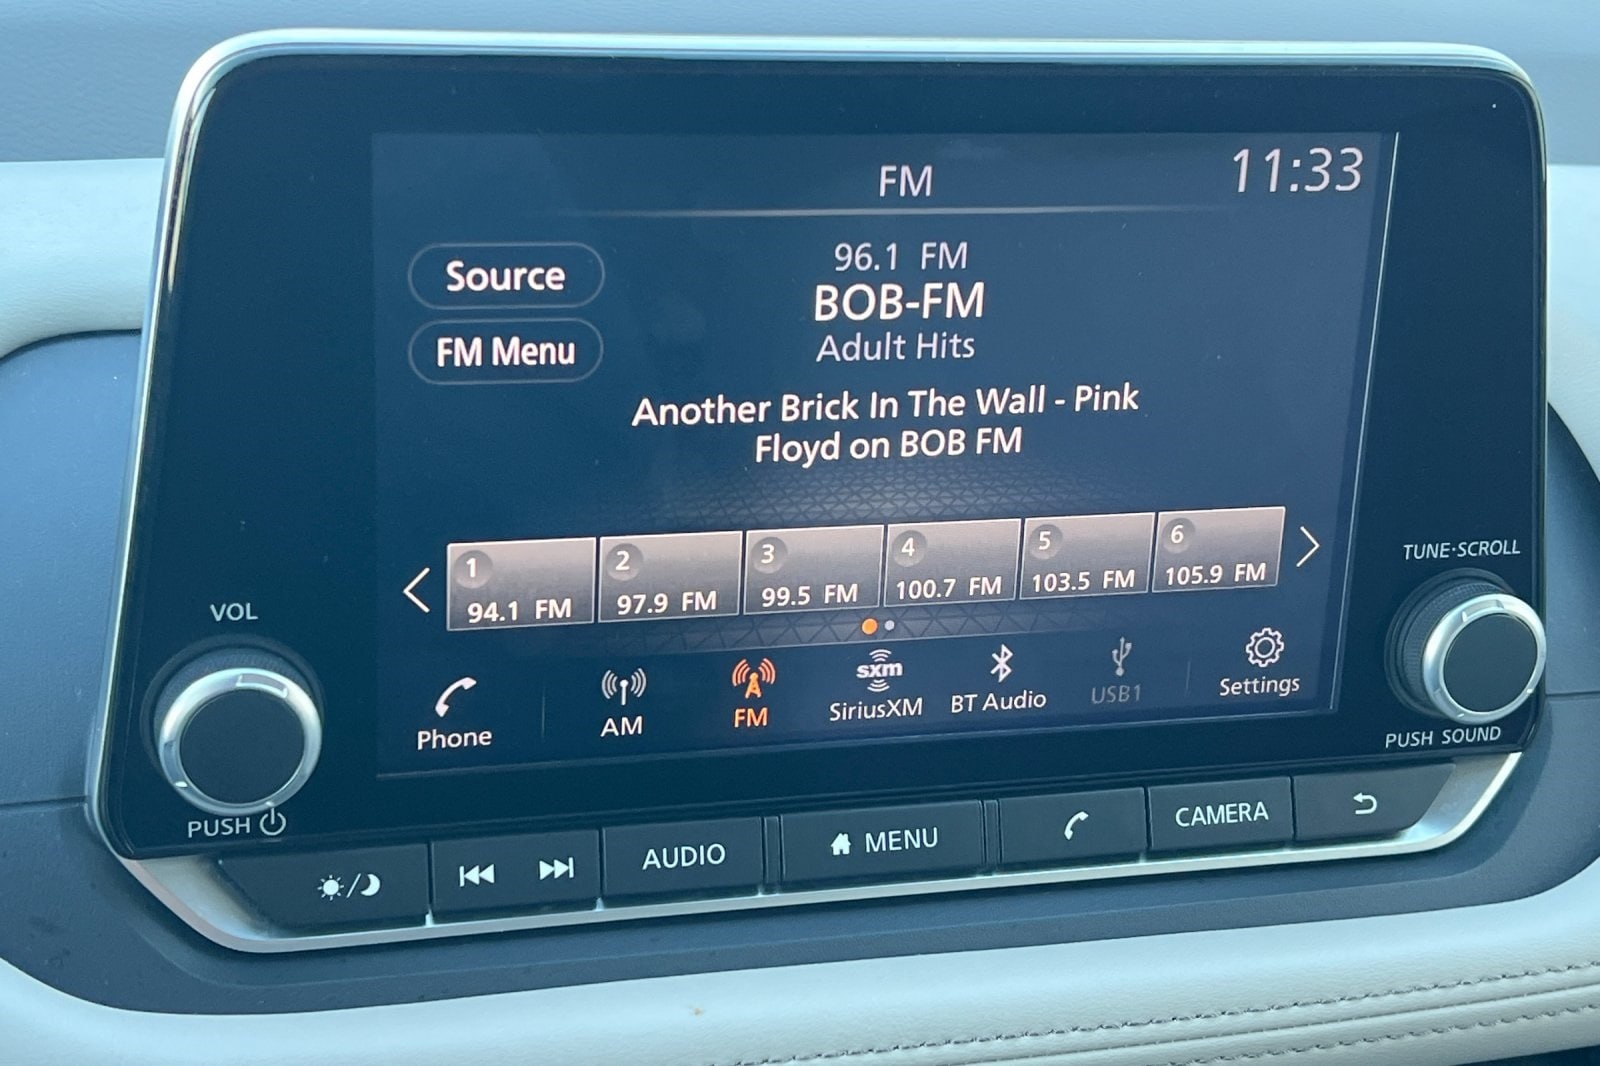 FM
11:33
Source
FM Menu
96.1 FM
BOB-FM
Adult Hits
Another Brick In The Wall - Pink
Floyd on BOB FM
1
94.1 FM
2
97.9 FM
3
99.5 FM
4
100.7 FM
5
103.5 FM
6
105.9 FM
Phone
AM
FM
sxm
SiriusXM
BT Audio
USB1
Settings
VOL
PUSH
TUNE·SCROLL
PUSH SOUND
AUDIO
MENU
CAMERA